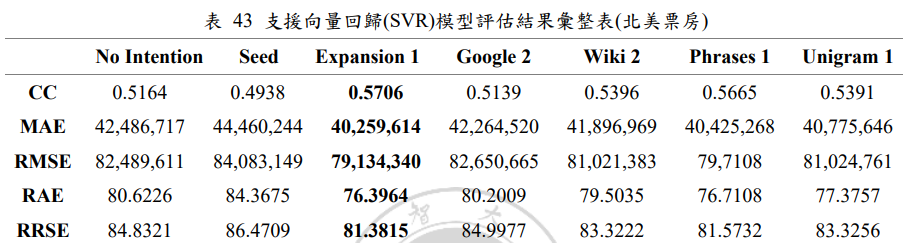 表 43 支援向量回歸(SVR)模型評估結果彙整表(北美票房)
No Intention Seed Expansion 1 Google 2 Wiki 2 Phrases 1 Unigram 1
CC 0.5164 0.4938 0.5706 0.5139 0.5396 0.5665 0.5391
MAE 42,486,717 44,460,244 40,259,614 42,264,520 41,896,969 40,425,268 40,775,646
RMSE 82,489,611 84,083,149 79,134,340 82,650,665 81,021,383 79,7108 81,024,761
RAE 80.6226 84.3675 76.3964 80.2009 79.5035 76.7108 77.3757
RRSE 84.8321 86.4709 81.3815 84.9977 83.3222 81.5732 83.3256